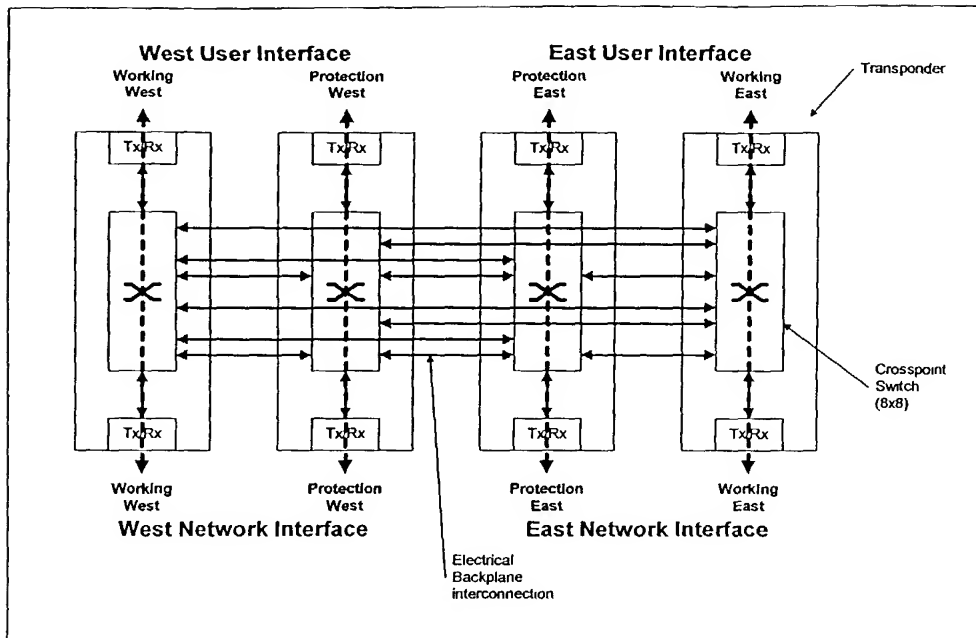 West User Interface
East User Interface
Working
West
Protection
West
Protection
East
Working
East
Transponder
Tx/Rx
Tx/Rx
Tx/Rx
Tx/Rx
Crosspoint
Switch
(8x8)
Tx/Rx
Tx/Rx
Tx/Rx
Tx/Rx
Working
West
Protection
West
Protection
East
Working
East
West Network Interface
East Network Interface
Electrical
Backplane
interconnection